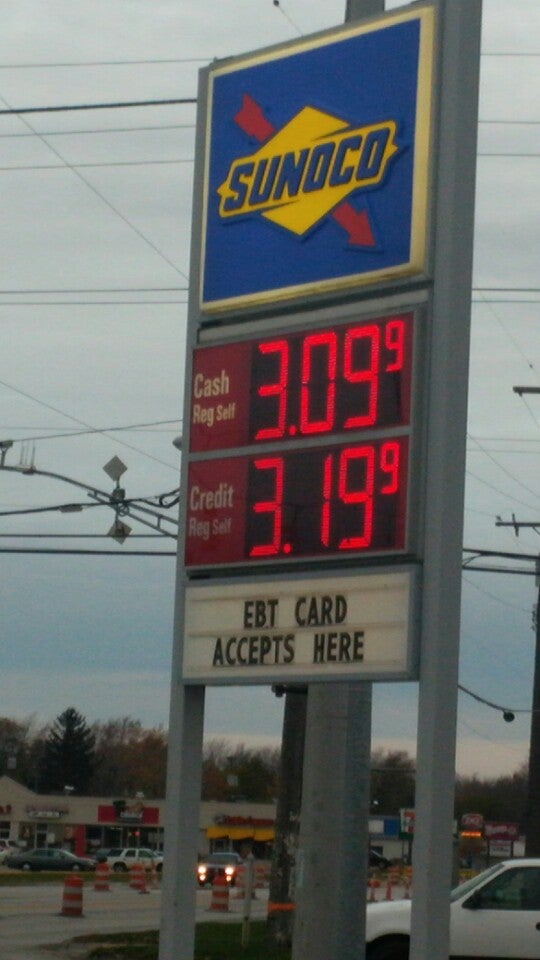 SUNOCO
Cash
Reg Self
3.09 9
Credit
Reg Self
3.19 9
EBT CARD
ACCEPTS HERE